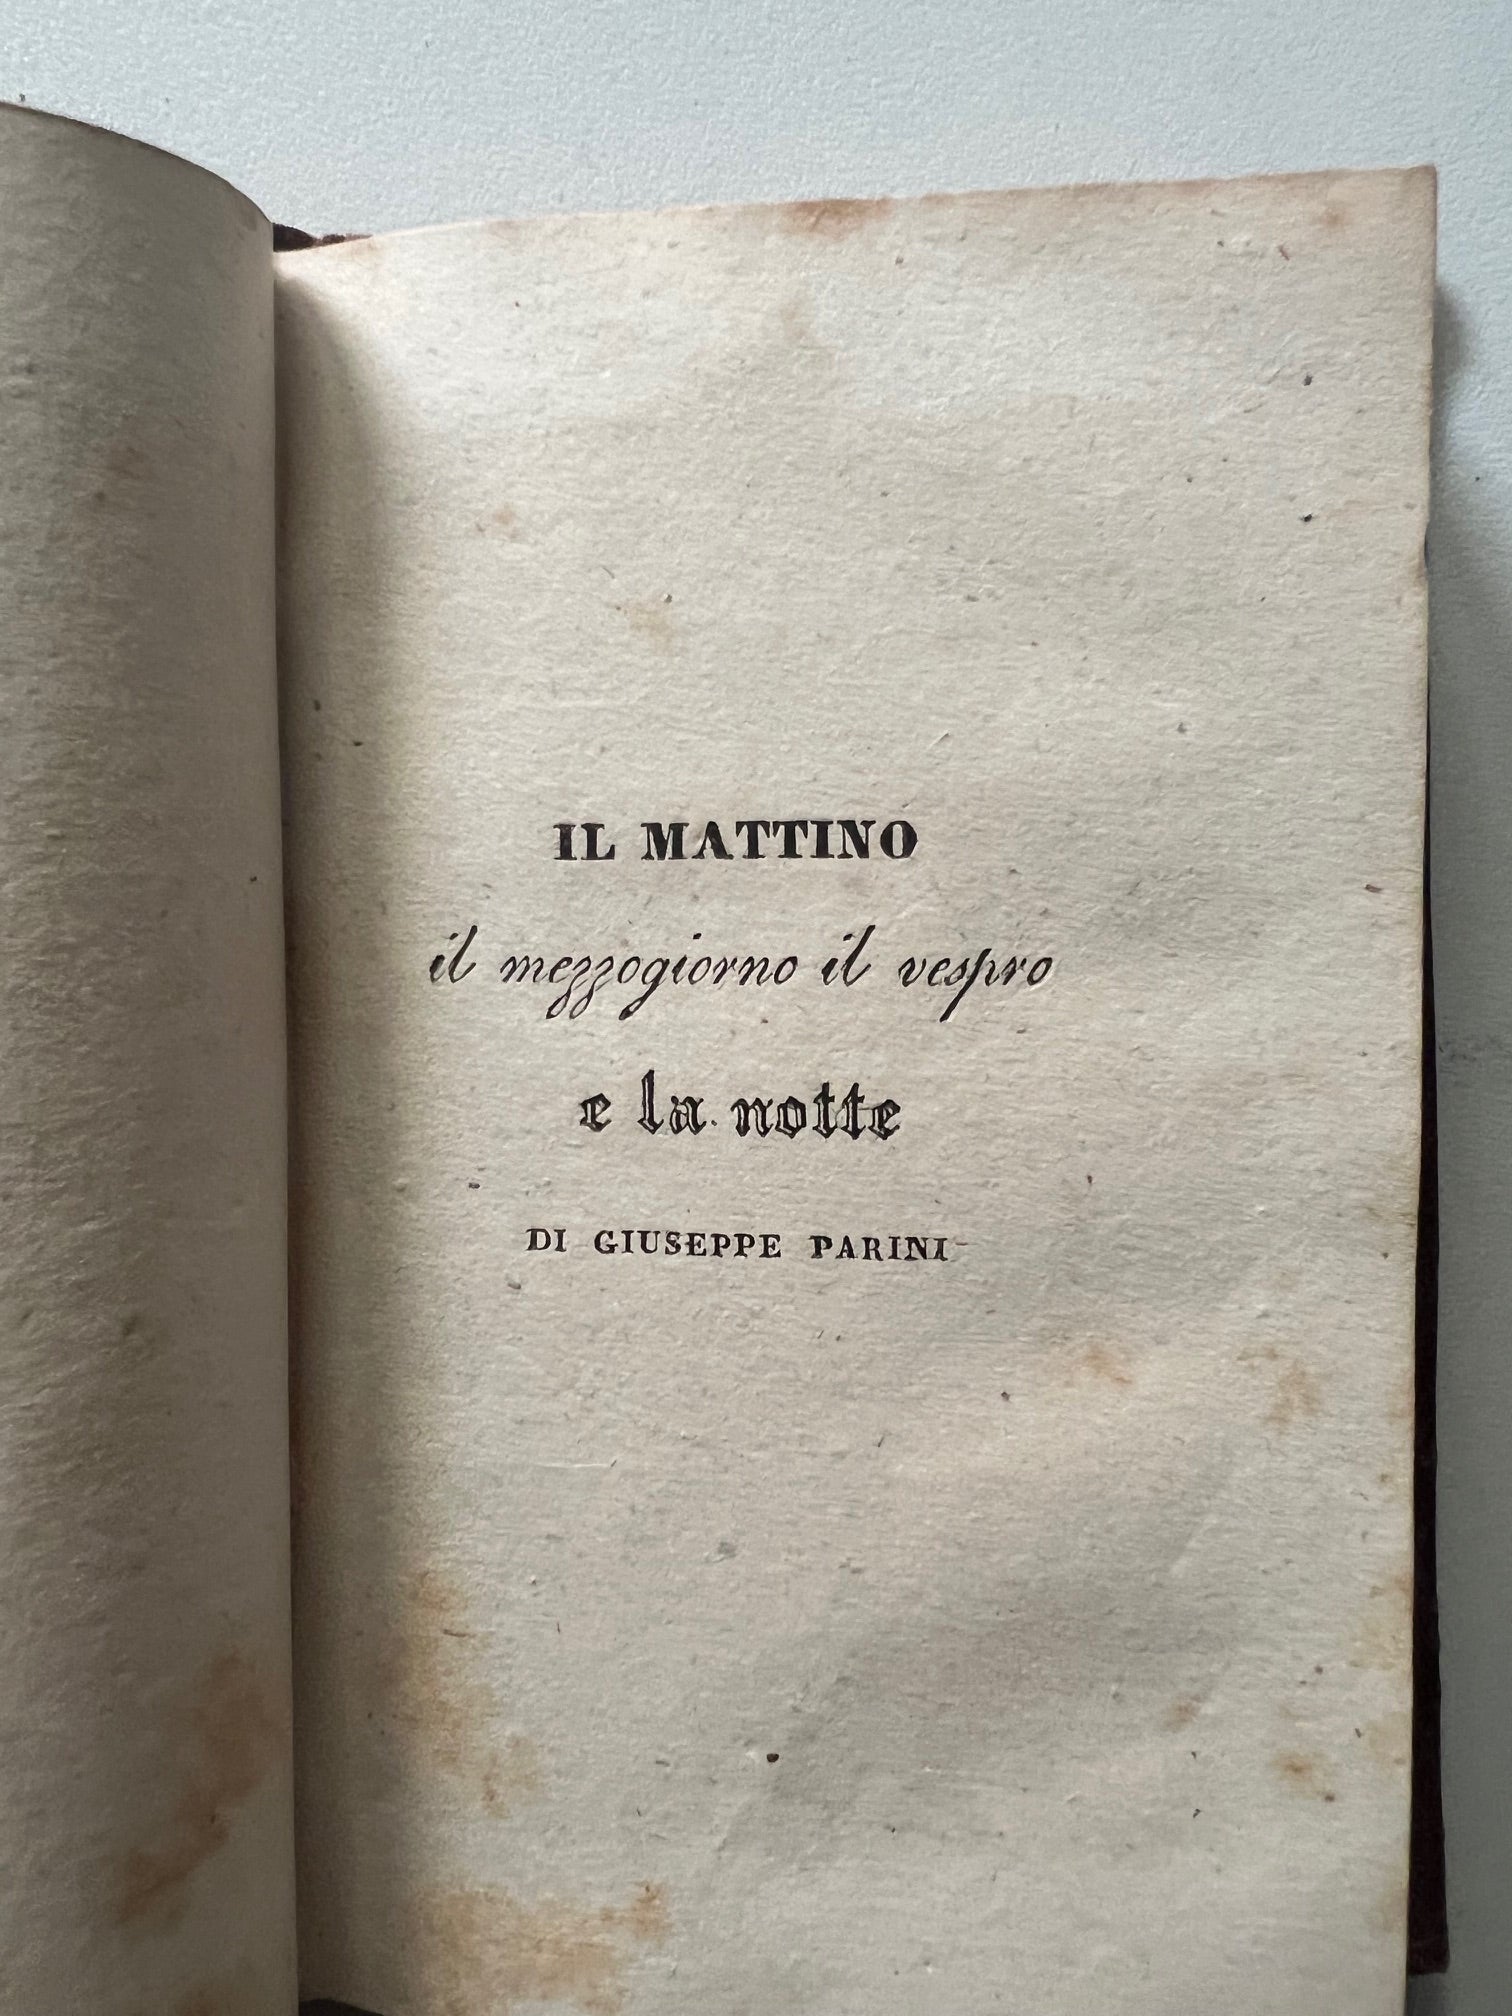 IL MATTINO
il mezzogiorno il vespro
e la notte
DI GIUSEPPE PARINI